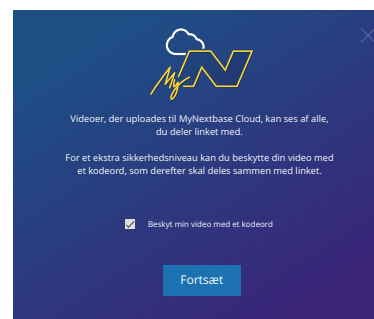 My N
Videoer, der uploades til MyNextbase Cloud, kan ses af alle,
du deler linket med.
For et ekstra sikkerhedsniveau kan du beskytte din video med
et kodeord, som derefter skal deles sammen med linket.
Beskyt min video med et kodeord
Fortsæt